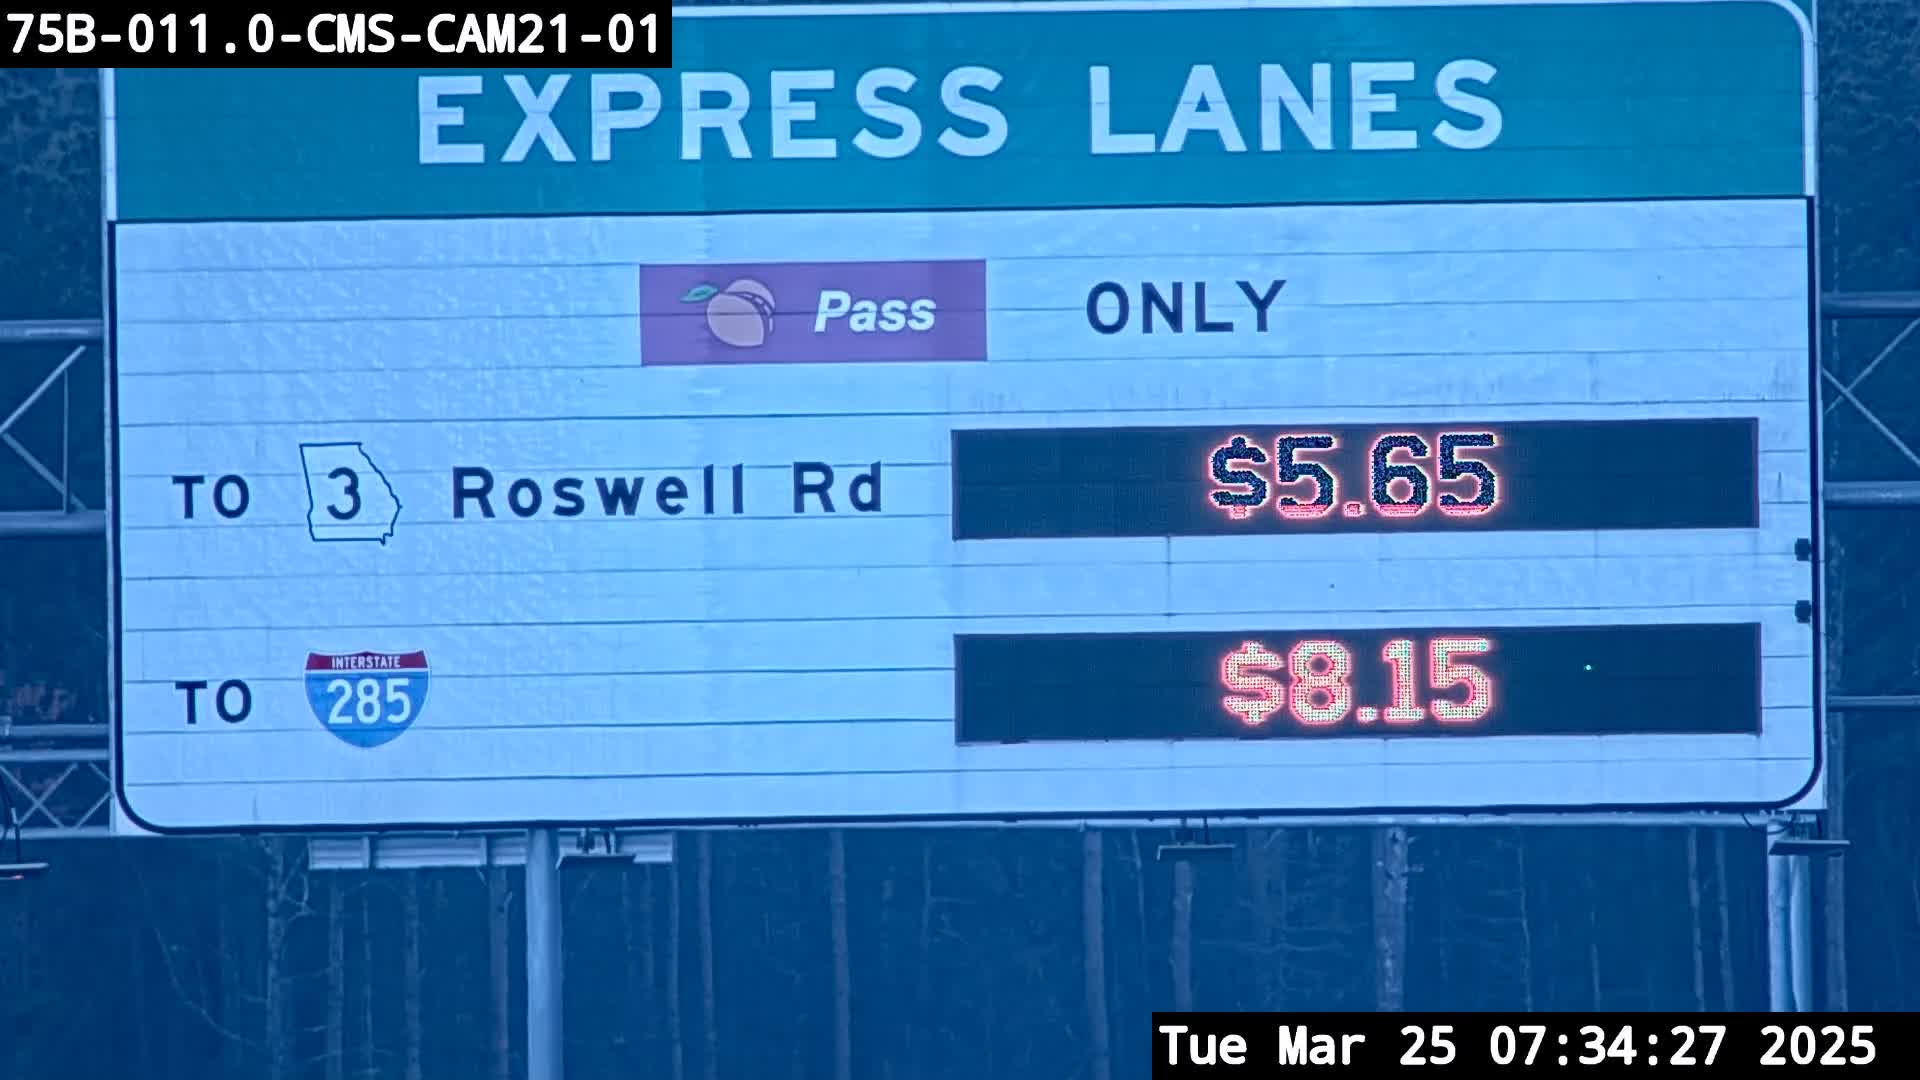 75B-011.0-CMS-CAM21-01
EXPRESS LANES
Pass ONLY
TO 3 Roswell Rd $5.65
TO INTERSTATE 285 $8.15
Tue Mar 25 07:34:27 2025